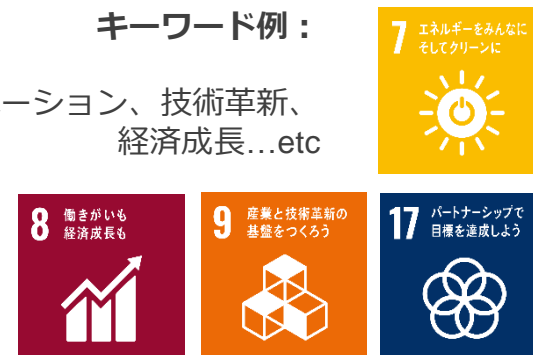 キーワード例：
ーション、技術革新、
経済成長…etc
7 エネルギーをみんなに
そしてクリーンに
8 働きがいも
経済成長も
9 産業と技術革新の
基盤をつくろう
17 パートナーシップで
目標を達成しよう